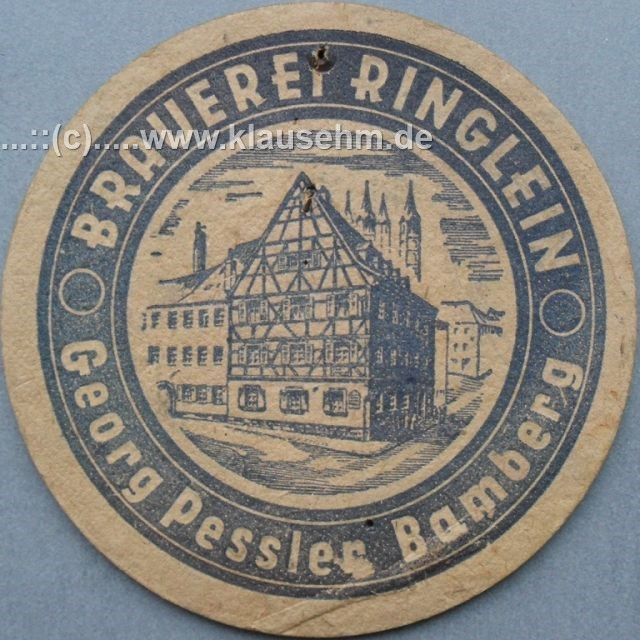 BRAUEREI RINGLEIN
...::(c).....www.klausehm.de
Georg Pessler Bamberg